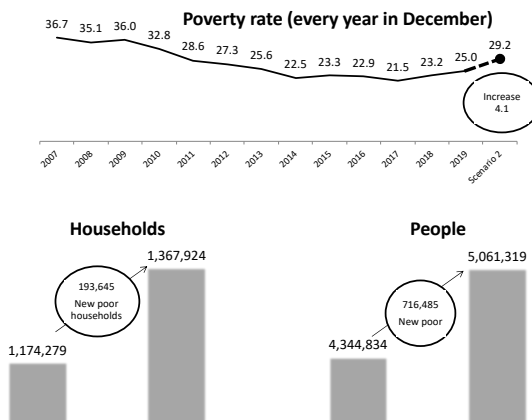 Poverty rate (every year in December)
36.7 35.1 36.0 32.8 28.6 27.3 25.6 22.5 23.3 22.9 21.5 23.2 25.0 29.2
Increase
4.1
2007 2008 2009 2010 2011 2012 2013 2014 2015 2016 2017 2018 2019 Scenario 2
Households
1,367,924
193,645
New poor
households
1,174,279
People
5,061,319
716,485
New poor
4,344,834